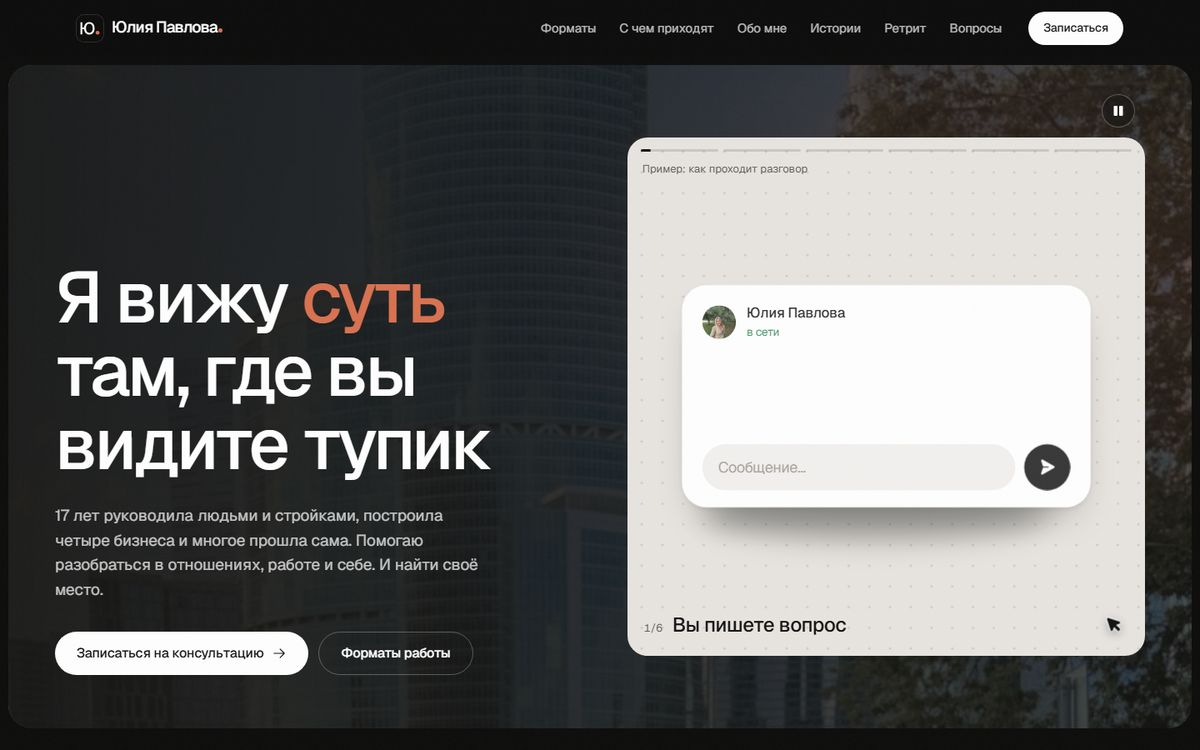 Ю. Юлия Павлова.
Форматы С чем приходят Обо мне Истории Ретрит Вопросы Записаться
Я вижу суть
там, где вы
видите тупик
17 лет руководила людьми и стройками, построила
четыре бизнеса и многое прошла сама. Помогаю
разобраться в отношениях, работе и себе. И найти своё
место.
Записаться на консультацию →
Форматы работы
Пример: как проходит разговор
Юлия Павлова
в сети
Сообщение...
1/6 Вы пишете вопрос